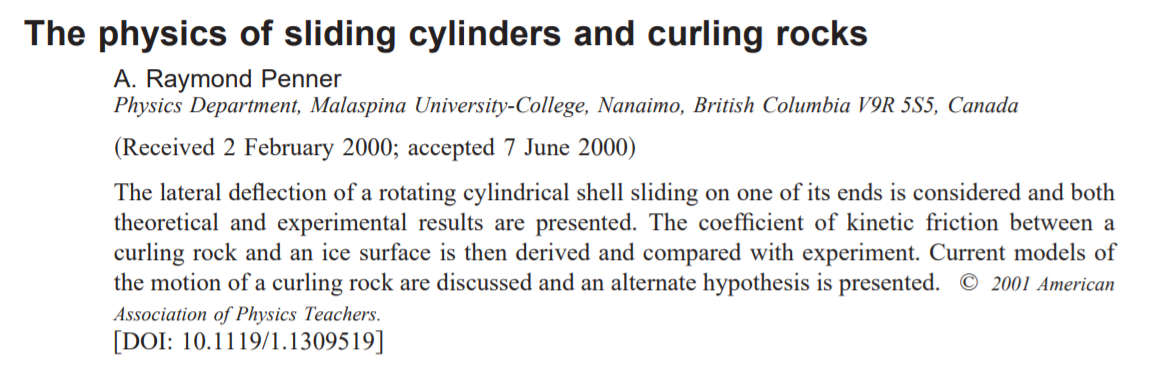 The physics of sliding cylinders and curling rocks
A. Raymond Penner
Physics Department, Malaspina University-College, Nanaimo, British Columbia V9R 5S5, Canada
(Received 2 February 2000; accepted 7 June 2000)
The lateral deflection of a rotating cylindrical shell sliding on one of its ends is considered and both
theoretical and experimental results are presented. The coefficient of kinetic friction between a
curling rock and an ice surface is then derived and compared with experiment. Current models of
the motion of a curling rock are discussed and an alternate hypothesis is presented. © 2001 American
Association of Physics Teachers.
[DOI: 10.1119/1.1309519]